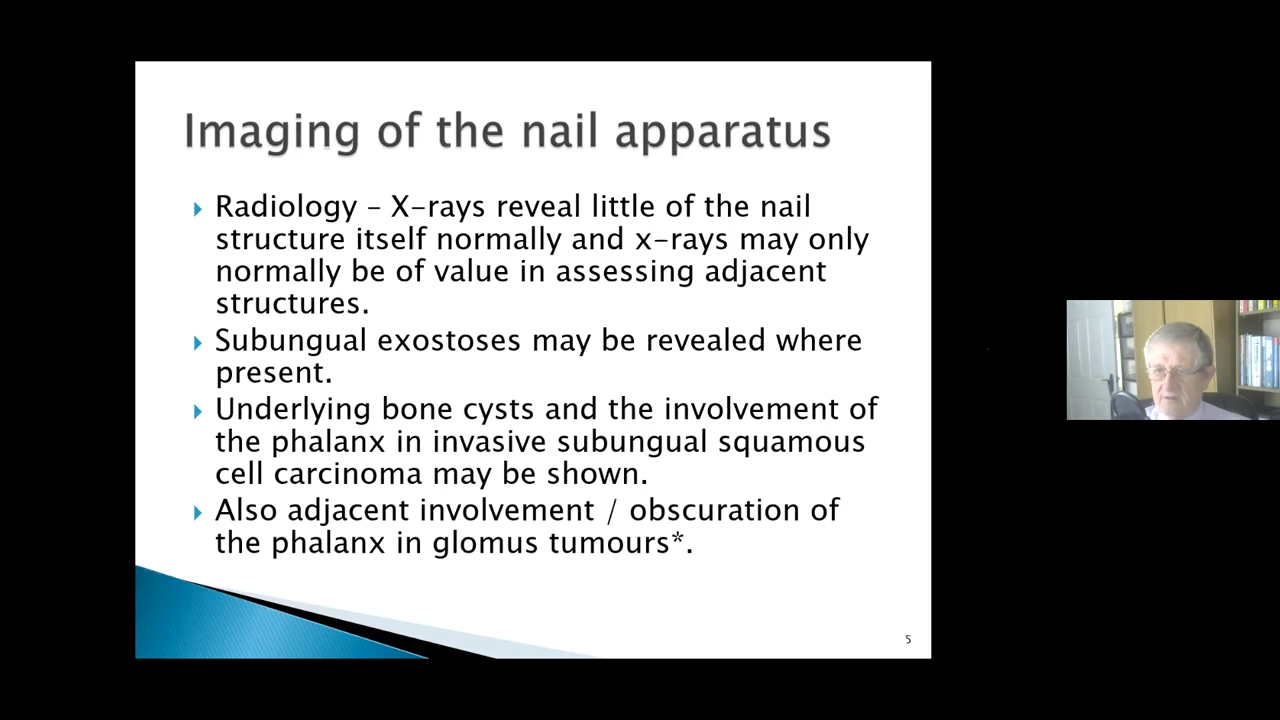 Imaging of the nail apparatus
Radiology – X-rays reveal little of the nail
structure itself normally and x-rays may only
normally be of value in assessing adjacent
structures.
Subungual exostoses may be revealed where
present.
Underlying bone cysts and the involvement of
the phalanx in invasive subungual squamous
cell carcinoma may be shown.
Also adjacent involvement / obscuration of
the phalanx in glomus tumours*.
5